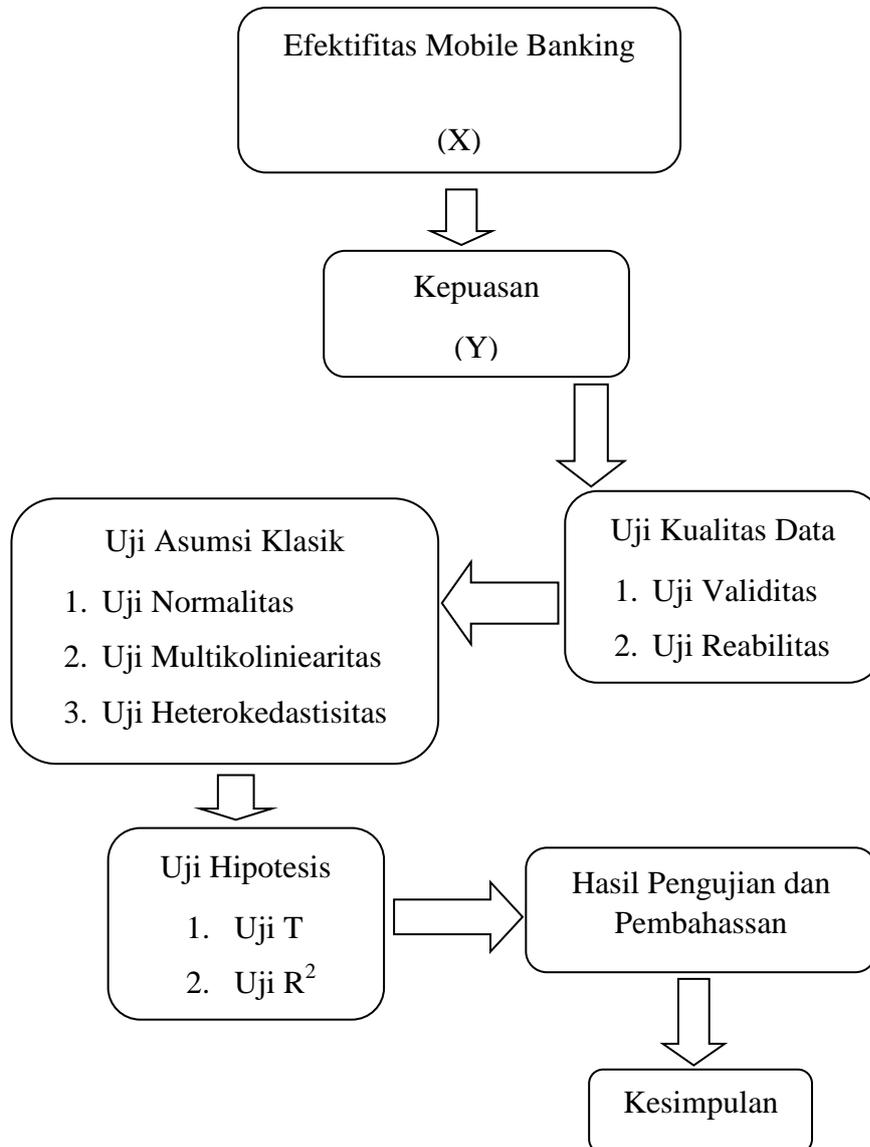 Efektifitas Mobile Banking
(X)
Kepuasan
(Y)
Uji Kualitas Data
1. Uji Validitas
2. Uji Reabilitas
Uji Asumsi Klasik
1. Uji Normalitas
2. Uji Multikoliniearitas
3. Uji Heterokedastisitas
Uji Hipotesis
1. Uji T
2. Uji R²
Hasil Pengujian dan
Pembahassan
Kesimpulan